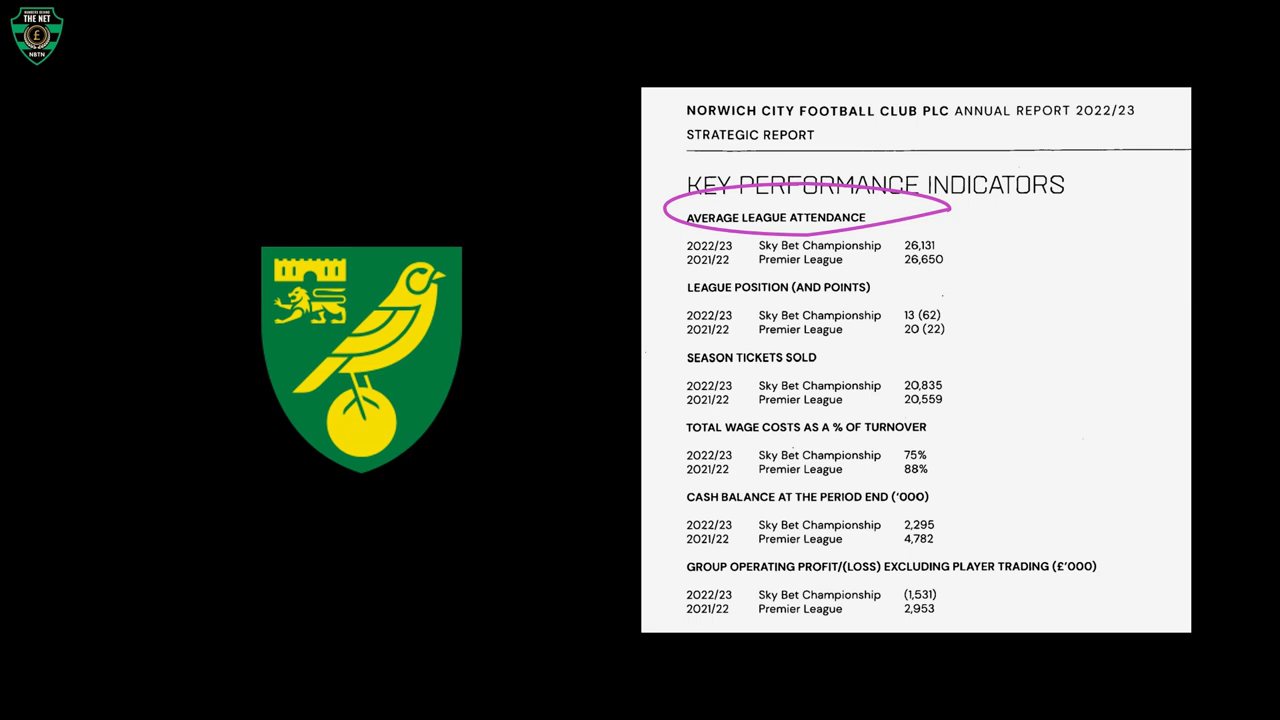 NUMBERS BEHIND
THE NET
£
NBTN
NORWICH CITY FOOTBALL CLUB PLC ANNUAL REPORT 2022/23
STRATEGIC REPORT
KEY PERFORMANCE INDICATORS
AVERAGE LEAGUE ATTENDANCE
2022/23 Sky Bet Championship 26,131
2021/22 Premier League 26,650
LEAGUE POSITION (AND POINTS)
2022/23 Sky Bet Championship 13 (62)
2021/22 Premier League 20 (22)
SEASON TICKETS SOLD
2022/23 Sky Bet Championship 20,835
2021/22 Premier League 20,559
TOTAL WAGE COSTS AS A % OF TURNOVER
2022/23 Sky Bet Championship 75%
2021/22 Premier League 88%
CASH BALANCE AT THE PERIOD END ('000)
2022/23 Sky Bet Championship 2,295
2021/22 Premier League 4,782
GROUP OPERATING PROFIT/(LOSS) EXCLUDING PLAYER TRADING (£'000)
2022/23 Sky Bet Championship (1,531)
2021/22 Premier League 2,953